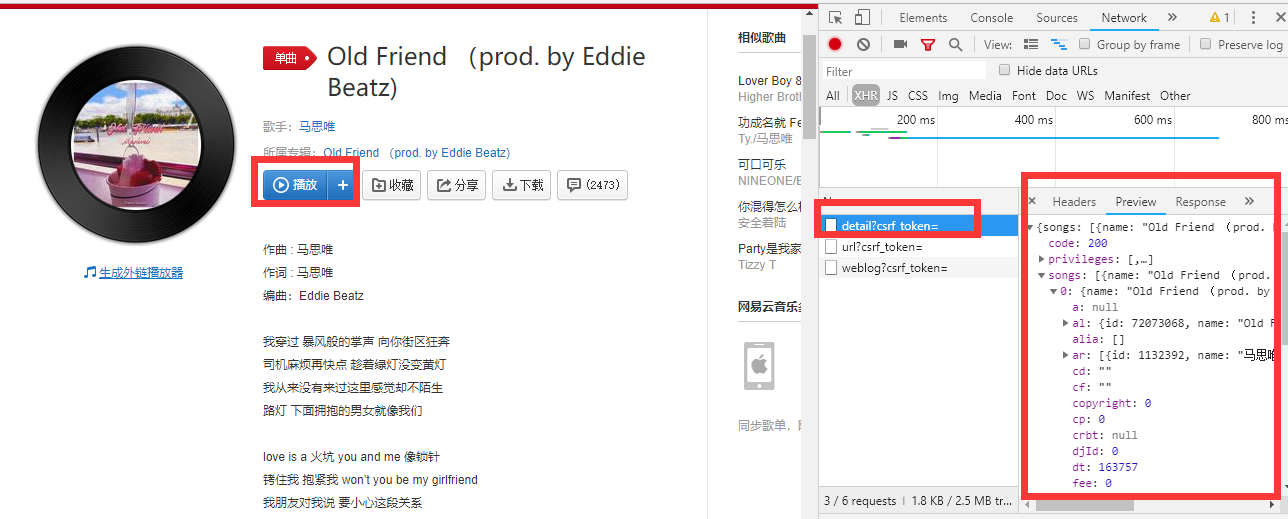 单曲
Old Friend （prod. by Eddie
Beatz)
歌手：马思唯
所属专辑：Old Friend （prod. by Eddie Beatz)
播放 + 收藏 分享 下载 (2473)
生成外链播放器
作曲 : 马思唯
作词 : 马思唯
编曲：Eddie Beatz
我穿过 暴风般的掌声 向你街区狂奔
司机麻烦再快点 趁着绿灯没变黄灯
我从来没有来过这里感觉却不陌生
路灯 下面拥抱的男女就像我们
love is a 火坑 you and me 像锁针
铐住我 抱紧我 won't you be my girlfriend
我朋友对我说 要小心这段关系
相似歌曲
Lover Boy 8
Higher Brotl
功成名就 Fe
Ty./马思唯
可口可乐
NINEONE/E
你混得怎么
安全着陆
Party是我家
Tizzy T
网易云音乐
同步歌单，
Elements Console Sources Network » 1
View: Group by frame Preserve log
Filter Hide data URLs
All XHR JS CSS Img Media Font Doc WS Manifest Other
200 ms 400 ms 600 ms 800 ms
detail?csrf_token=
url?csrf_token=
weblog?csrf_token=
3 / 6 requests | 1.8 KB / 2.5 MB tr...
× Headers Preview Response »
{songs: [{name: "Old Friend （prod.
code: 200
privileges: [,…]
songs: [{name: "Old Friend （prod.
0: {name: "Old Friend （prod. by
a: null
al: {id: 72073068, name: "Old F
alia: []
ar: [{id: 1132392, name: "马思唯
cd: ""
cf: ""
copyright: 0
cp: 0
crbt: null
djId: 0
dt: 163757
fee: 0